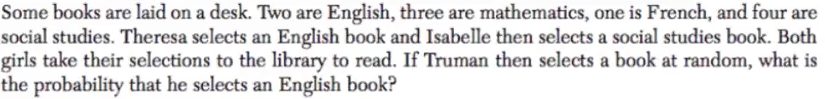 Some books are laid on a desk. Two are English, three are mathematics, one is French, and four are
social studies. Theresa selects an English book and Isabelle then selects a social studies book. Both
girls take their selections to the library to read. If Truman then selects a book at random, what is
the probability that he selects an English book?